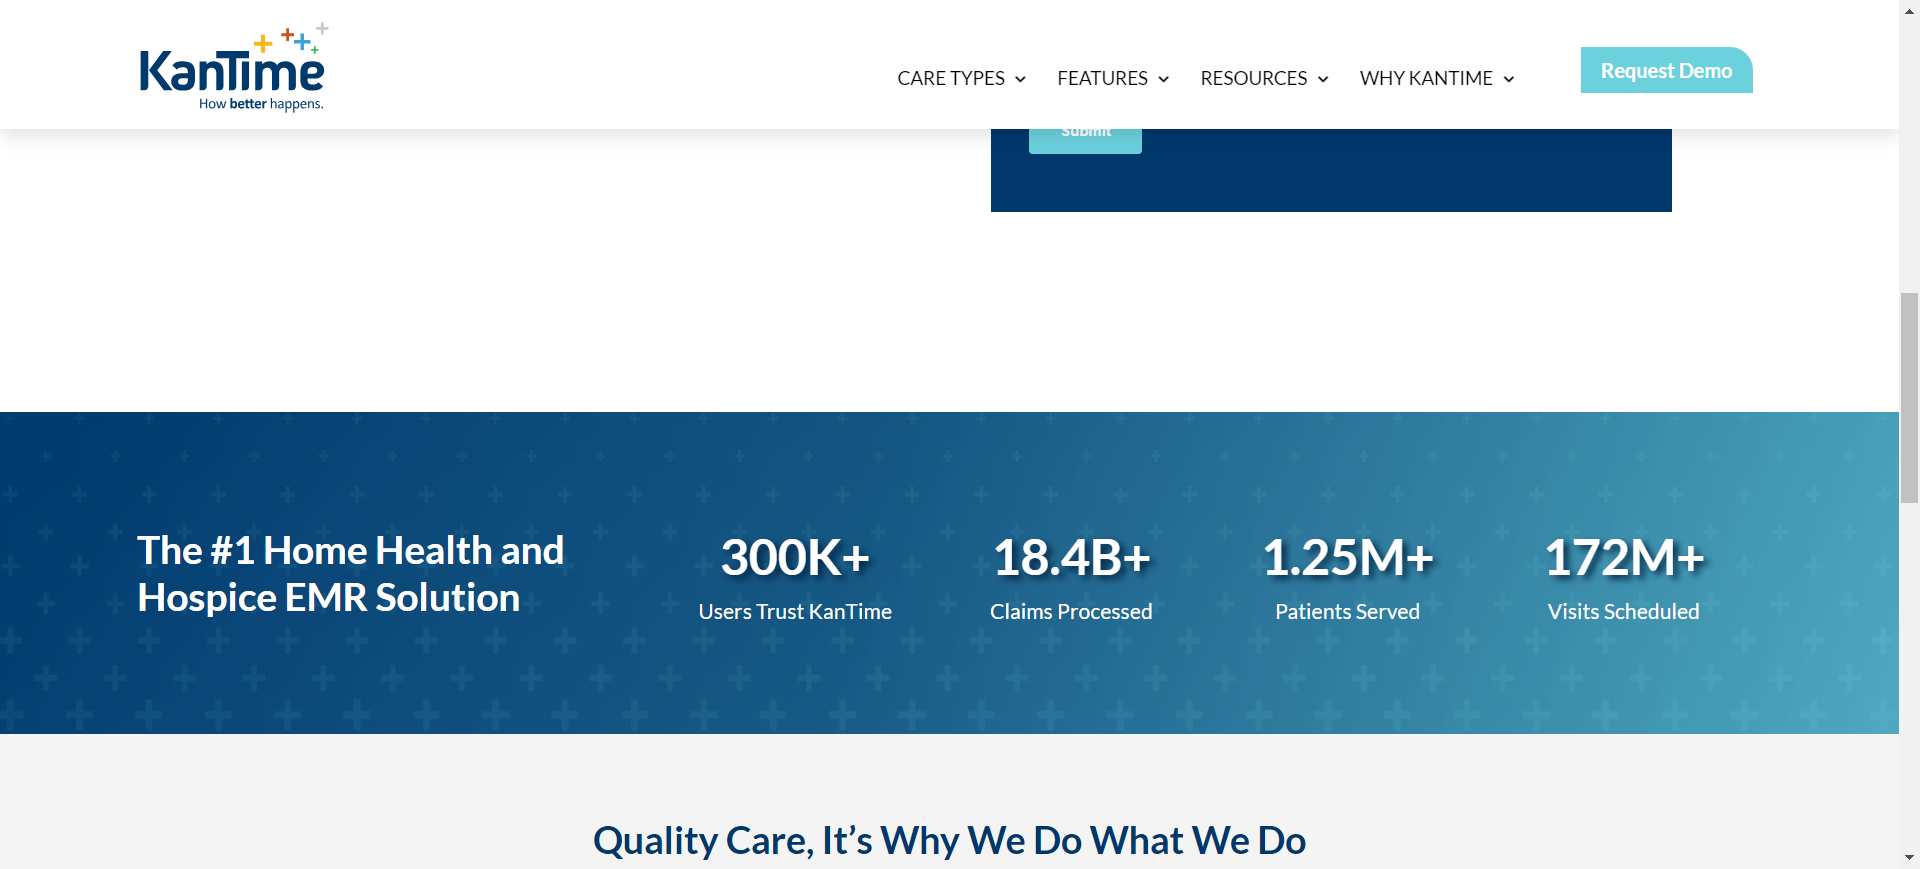 KanTime
How better happens.
CARE TYPES
FEATURES
RESOURCES
WHY KANTIME
Request Demo
Submit
The #1 Home Health and
Hospice EMR Solution
300K+
Users Trust KanTime
18.4B+
Claims Processed
1.25M+
Patients Served
172M+
Visits Scheduled
Quality Care, It’s Why We Do What We Do